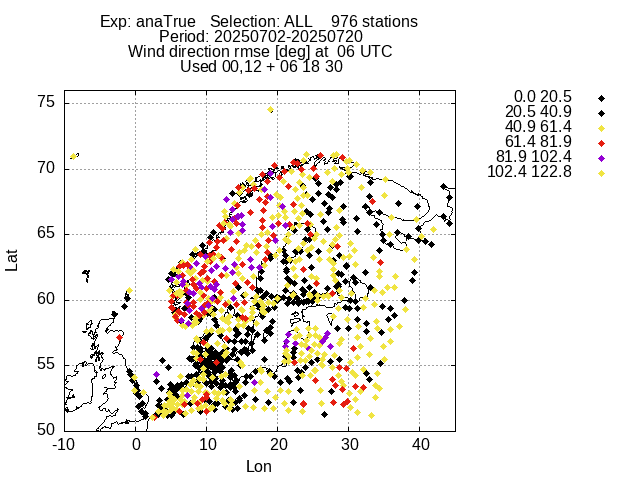 Exp: anaTrue   Selection: ALL    976 stations
Period: 20250702-20250720
Wind direction rmse [deg] at  06 UTC
Used 00,12 + 06 18 30
0.0 20.5
20.5 40.9
40.9 61.4
61.4 81.9
81.9 102.4
102.4 122.8
75
70
65
60
55
50
Lat
-10 0 10 20 30 40
Lon